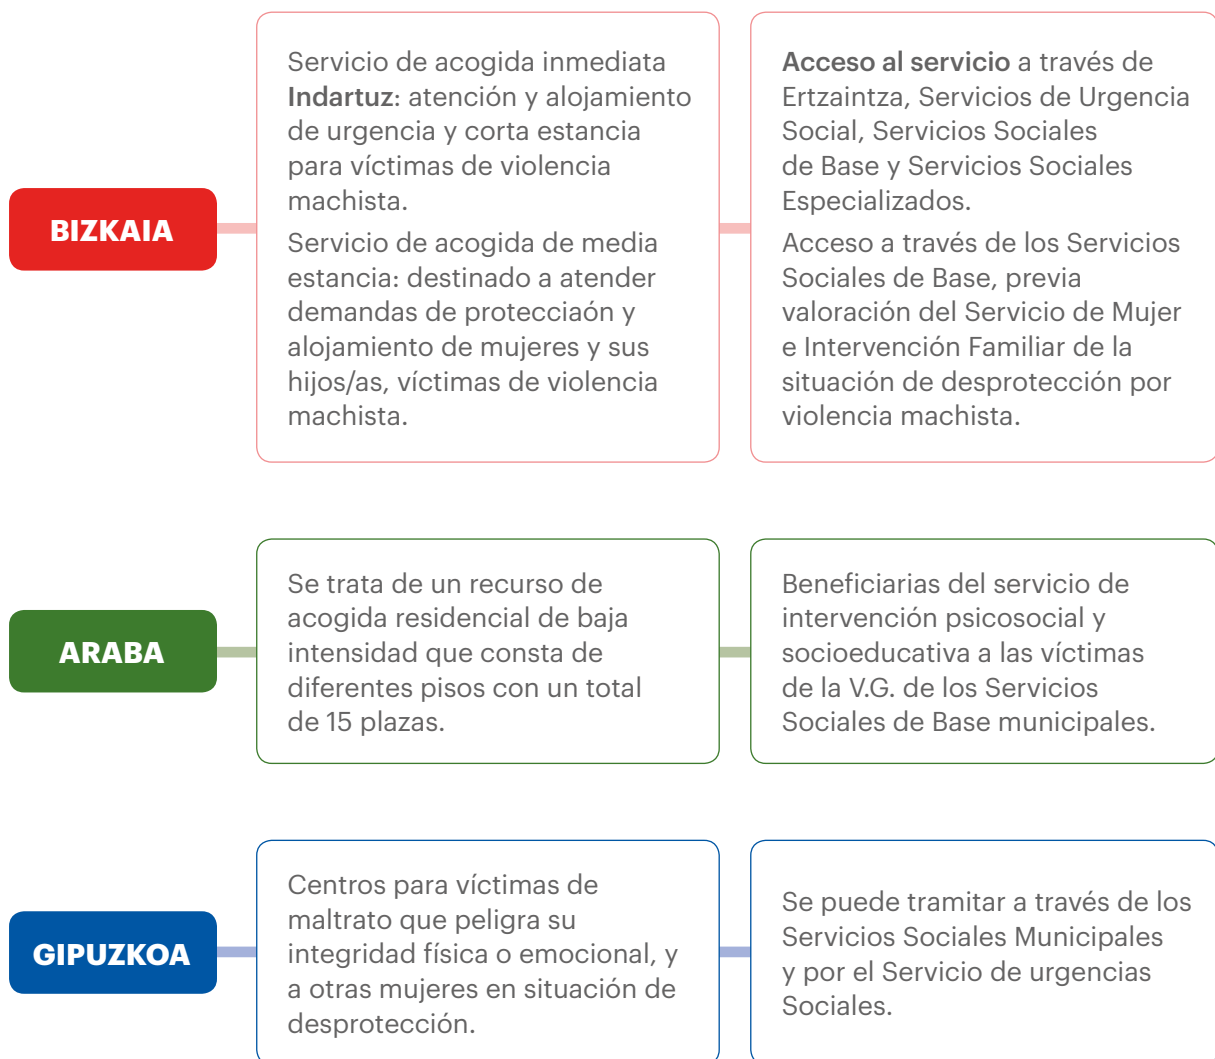 BIZKAIA
Servicio de acogida inmediata
Indartuz: atención y alojamiento
de urgencia y corta estancia
para víctimas de violencia
machista.
Servicio de acogida de media
estancia: destinado a atender
demandas de protecciaón y
alojamiento de mujeres y sus
hijos/as, víctimas de violencia
machista.
Acceso al servicio a través de
Ertzaintza, Servicios de Urgencia
Social, Servicios Sociales
de Base y Servicios Sociales
Especializados.
Acceso a través de los Servicios
Sociales de Base, previa
valoración del Servicio de Mujer
e Intervención Familiar de la
situación de desprotección por
violencia machista.
ARABA
Se trata de un recurso de
acogida residencial de baja
intensidad que consta de
diferentes pisos con un total
de 15 plazas.
Beneficiarias del servicio de
intervención psicosocial y
socioeducativa a las víctimas
de la V.G. de los Servicios
Sociales de Base municipales.
GIPUZKOA
Centros para víctimas de
maltrato que peligra su
integridad física o emocional, y
a otras mujeres en situación de
desprotección.
Se puede tramitar a través de los
Servicios Sociales Municipales
y por el Servicio de urgencias
Sociales.